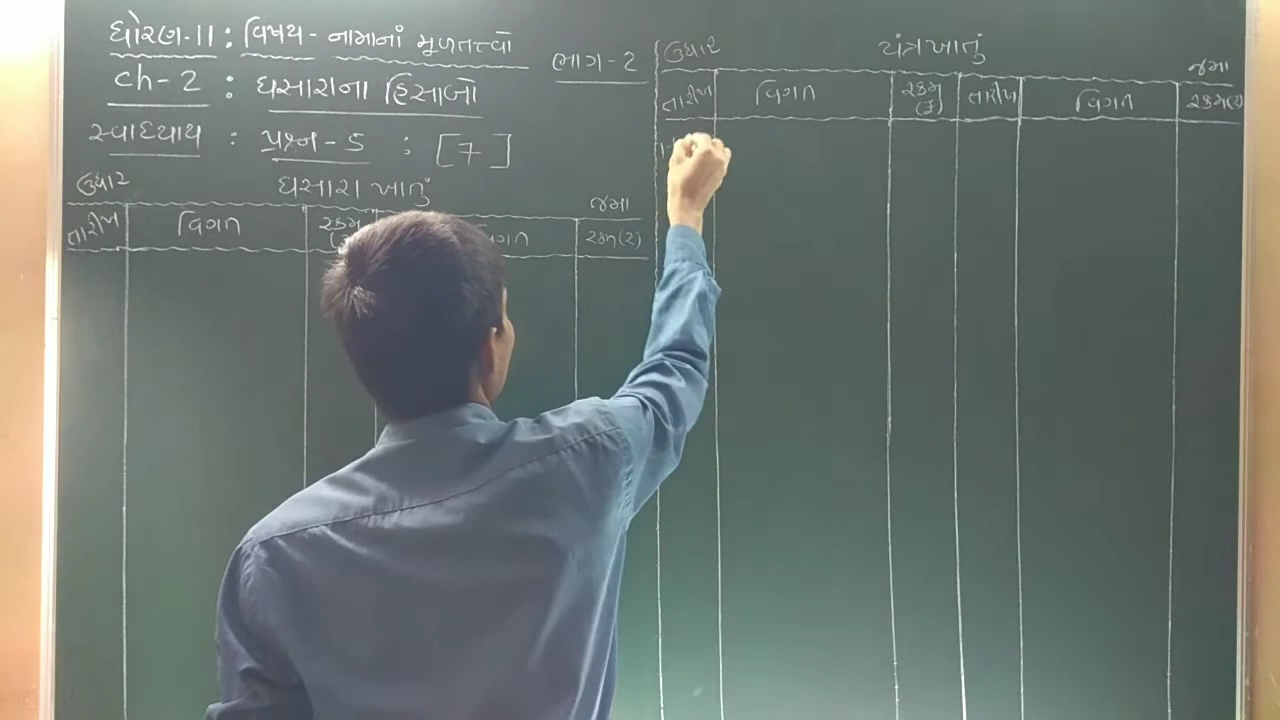 ધોરણ-11 : વિષય - નામાનાં મૂળતત્ત્વો
ભાગ-2
ch-2 : ઘસારાના હિસાબો
સ્વાધ્યાય : પ્રશ્ન-5 : [7]
ઉધાર ઘસારા ખાતું જમા
તારીખ વિગત રકમ રકમ(₹)
ઉધાર યંત્રખાતું જમા
તારીખ વિગત રકમ (₹) તારીખ વિગત રકમ(₹)